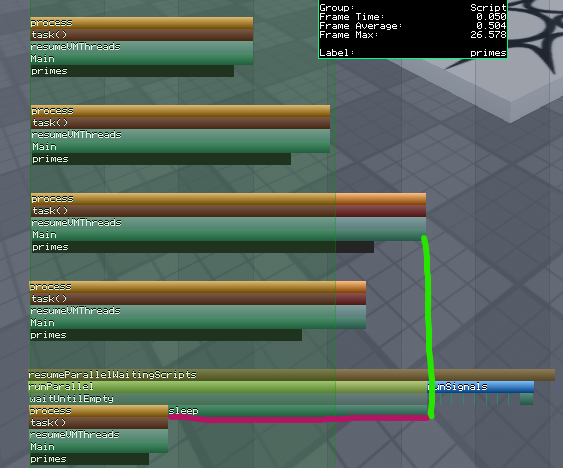 Group: Script
Frame Time: 0.050
Frame Average: 0.504
Frame Max: 26.578
Label: primes
process
task()
resumeVMThreads
Main
primes
process
task()
resumeVMThreads
Main
primes
process
task()
resumeVMThreads
Main
primes
process
task()
resumeVMThreads
Main
primes
resumeParallelWaitingScripts
runParallel runSignals
waitUntilEmpty
process sleep
task()
resumeVMThreads
Main
primes